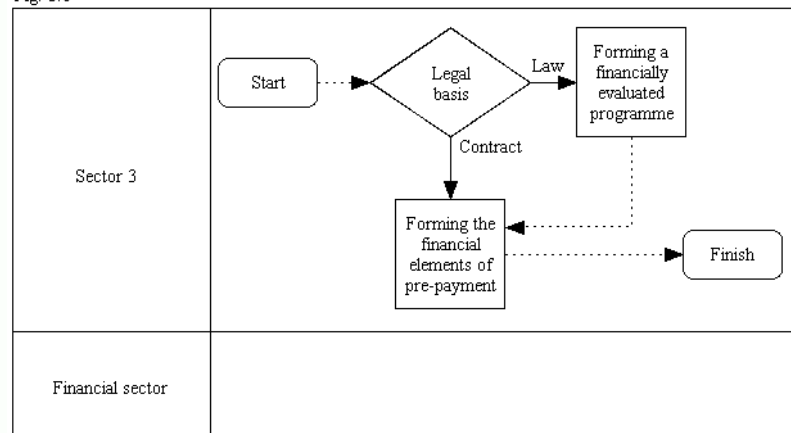 Start
Legal
basis
Law
Forming a
financially
evaluated
programme
Contract
Sector 3
Forming the
financial
elements of
pre-payment
Finish
Financial sector